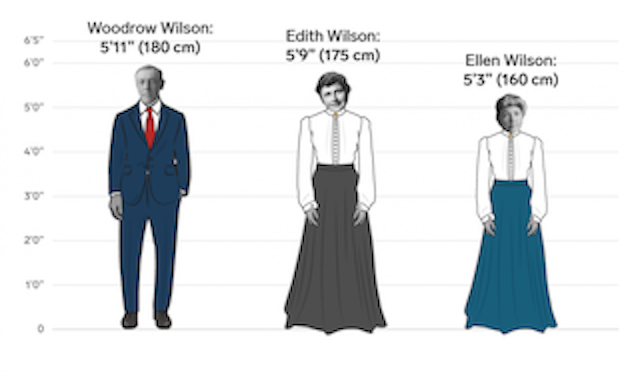 Woodrow Wilson:
5'11" (180 cm)
Edith Wilson:
5'9" (175 cm)
Ellen Wilson:
5'3" (160 cm)
6'5"
6'0"
5'0"
4'0"
3'0"
2'0"
1'0"
0